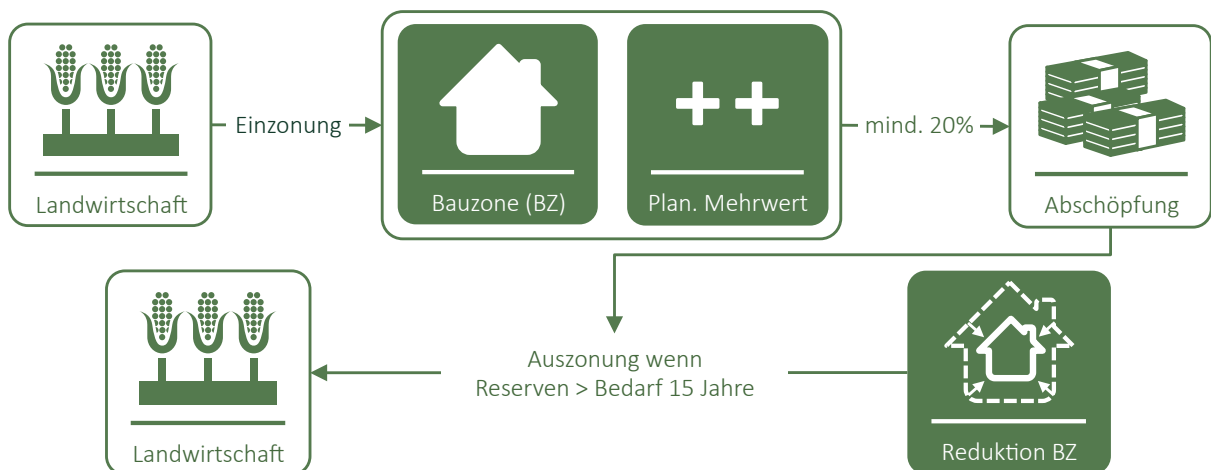 Landwirtschaft
Einzonung
Bauzone (BZ)
Plan. Mehrwert
mind. 20%
Abschöpfung
Landwirtschaft
Auszonung wenn
Reserven > Bedarf 15 Jahre
Reduktion BZ